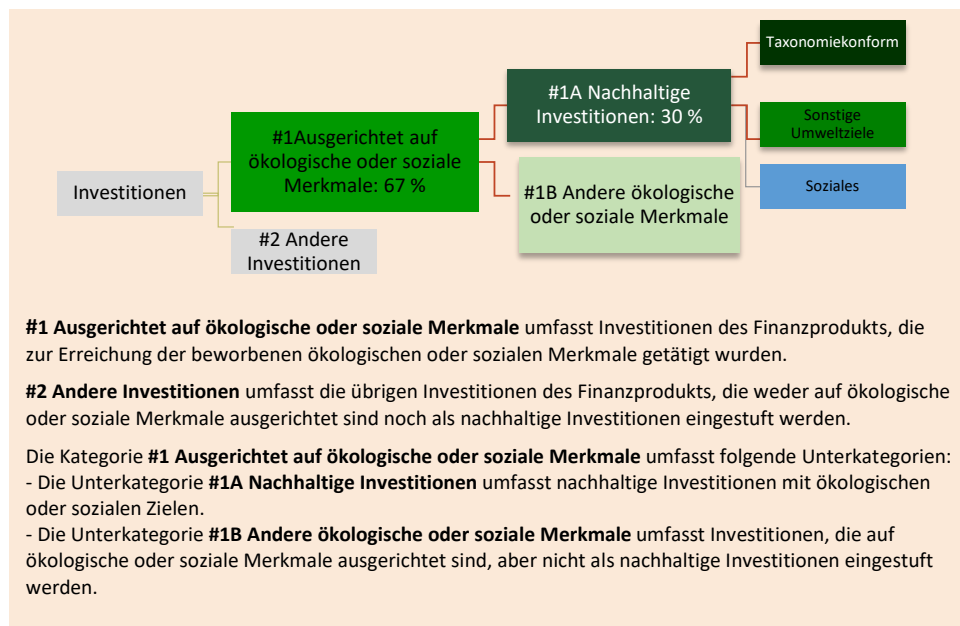 Taxonomiekonform
#1A Nachhaltige
Investitionen: 30 %
Sonstige
Umweltziele
#1Ausgerichtet auf
ökologische oder soziale
Merkmale: 67 %
Soziales
Investitionen
#1B Andere ökologische
oder soziale Merkmale
#2 Andere
Investitionen
#1 Ausgerichtet auf ökologische oder soziale Merkmale umfasst Investitionen des Finanzprodukts, die
zur Erreichung der beworbenen ökologischen oder sozialen Merkmale getätigt wurden.
#2 Andere Investitionen umfasst die übrigen Investitionen des Finanzprodukts, die weder auf ökologische
oder soziale Merkmale ausgerichtet sind noch als nachhaltige Investitionen eingestuft werden.
Die Kategorie #1 Ausgerichtet auf ökologische oder soziale Merkmale umfasst folgende Unterkategorien:
- Die Unterkategorie #1A Nachhaltige Investitionen umfasst nachhaltige Investitionen mit ökologischen
oder sozialen Zielen.
- Die Unterkategorie #1B Andere ökologische oder soziale Merkmale umfasst Investitionen, die auf
ökologische oder soziale Merkmale ausgerichtet sind, aber nicht als nachhaltige Investitionen eingestuft
werden.